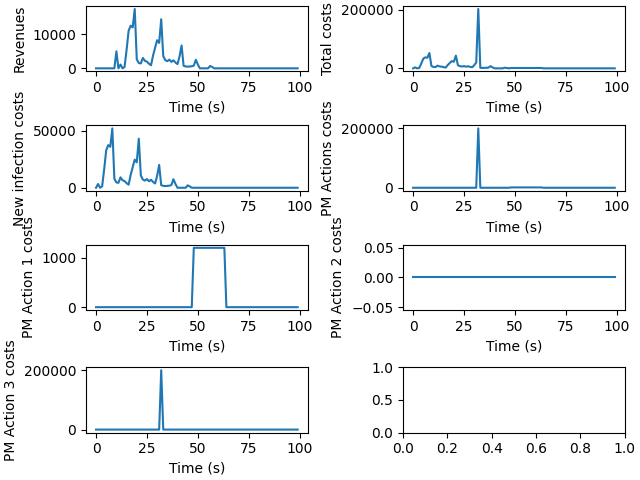 Revenues
10000
0
0 25 50 75 100
Time (s)
Total costs
200000
0
0 25 50 75 100
Time (s)
New infection costs
50000
0
0 25 50 75 100
Time (s)
PM Actions costs
200000
0
0 25 50 75 100
Time (s)
PM Action 1 costs
1000
0
0 25 50 75 100
Time (s)
PM Action 2 costs
0.05
0.00
−0.05
0 25 50 75 100
Time (s)
PM Action 3 costs
200000
0
0 25 50 75 100
Time (s)
1.0
0.5
0.0
0.0 0.2 0.4 0.6 0.8 1.0